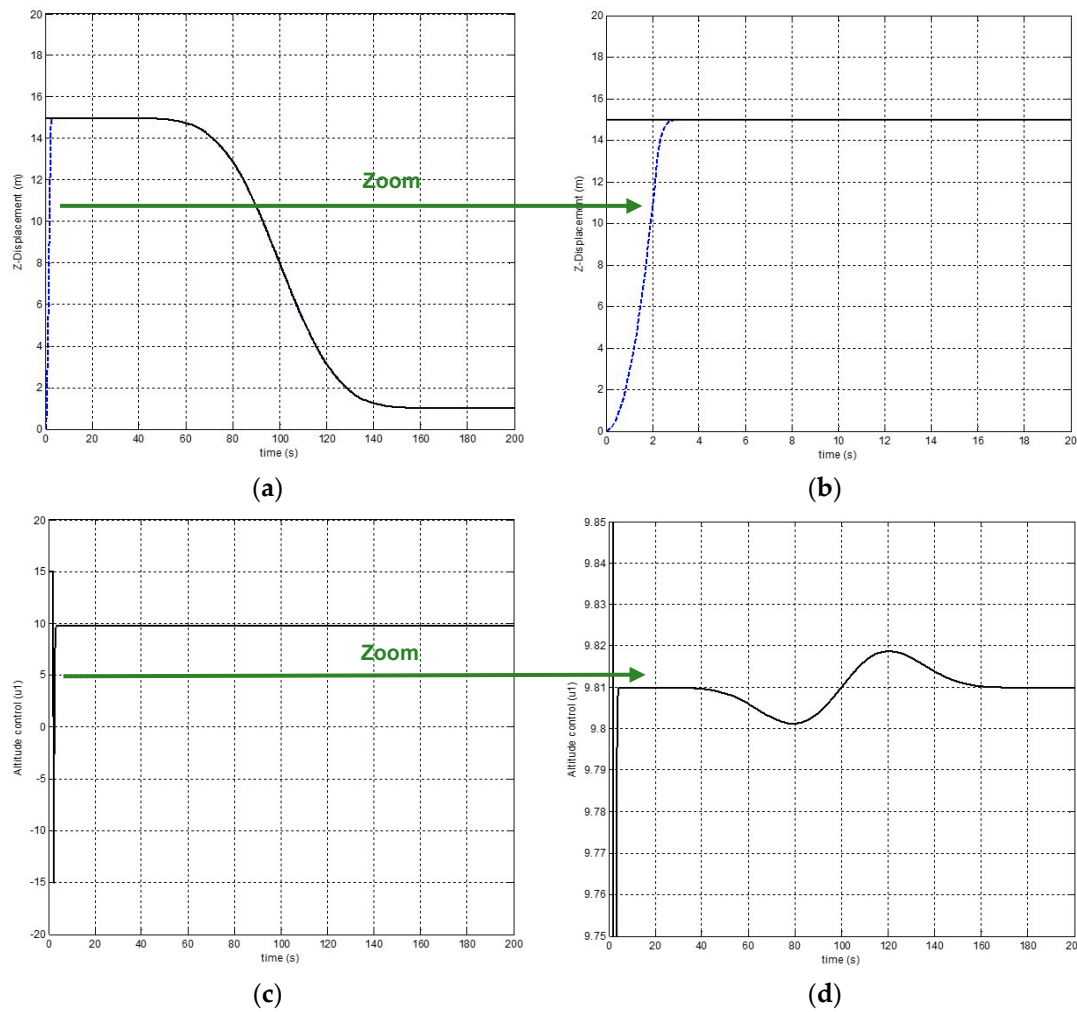 20
18
16
14
12
10
8
6
4
2
0
Z-Displacement (m)
0 20 40 60 80 100 120 140 160 180 200
time (s)
(a)
Zoom
20
18
16
14
12
10
8
6
4
2
0
Z-Displacement (m)
0 2 4 6 8 10 12 14 16 18 20
time (s)
(b)
20
15
10
5
0
-5
-10
-15
-20
Altitude control (u1)
0 20 40 60 80 100 120 140 160 180 200
time (s)
(c)
Zoom
9.85
9.84
9.83
9.82
9.81
9.8
9.79
9.78
9.77
9.76
9.75
Altitude control (u1)
0 20 40 60 80 100 120 140 160 180 20
time (s)
(d)